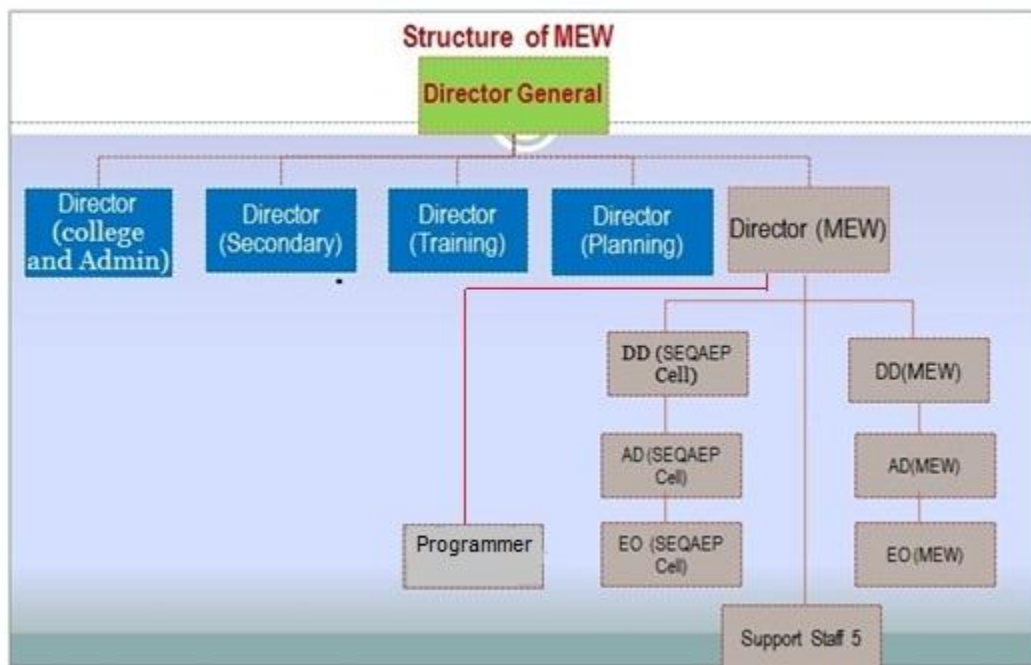 Structure of MEW
Director General
Director
(college
and Admin)
Director
(Secondary)
Director
(Training)
Director
(Planning)
Director (MEW)
DD (SEQAEP
Cell)
DD(MEW)
AD (SEQAEP
Cell)
AD(MEW)
Programmer
EO (SEQAEP
Cell)
EO (MEW)
Support Staff 5